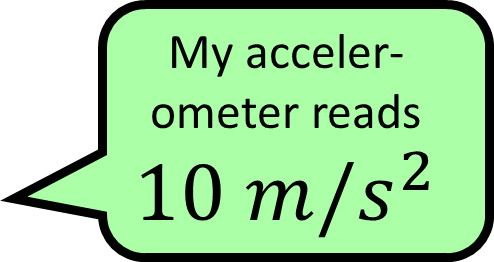 My acceler-
ometer reads
10 m/s²